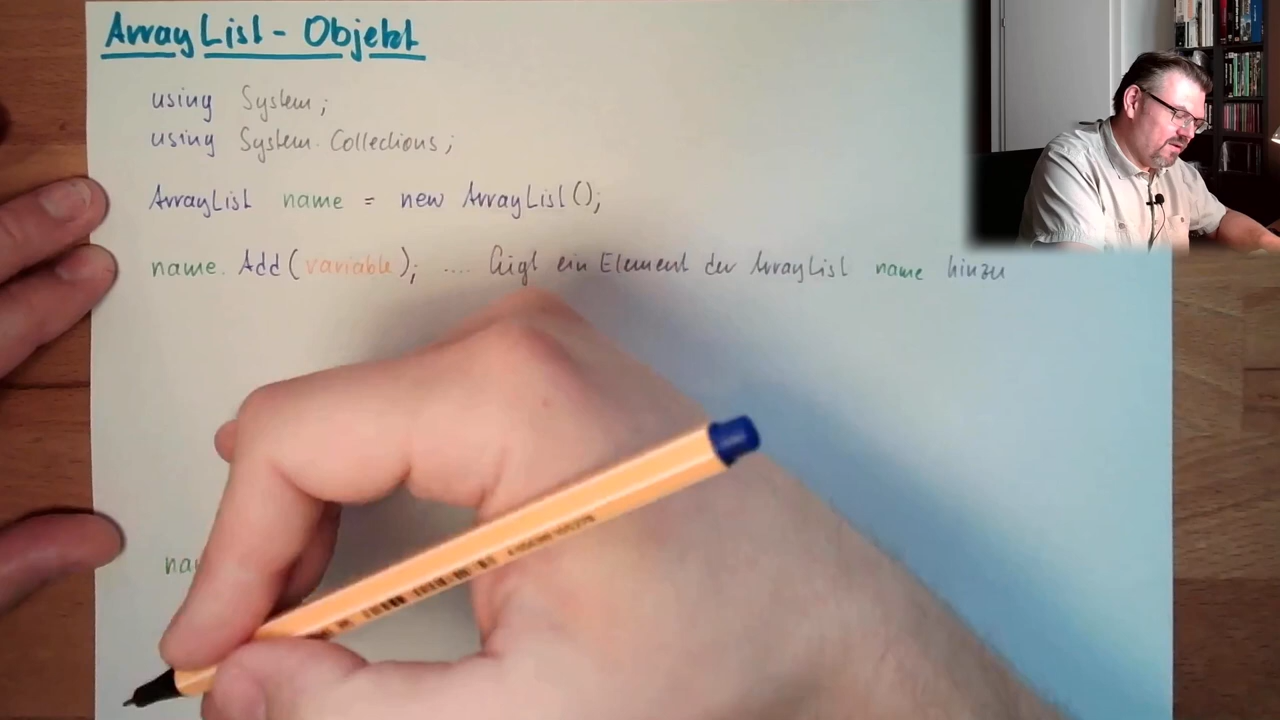 ArrayList - Objekt
using System;
using System.Collections;
ArrayList name = new ArrayList();
name.Add(variable); .... fügt ein Element der ArrayList name hinzu